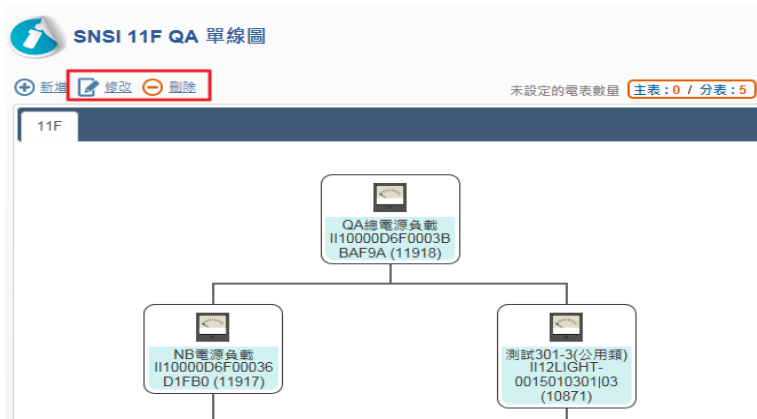 SNSI 11F QA 單線圖
新增 修改 刪除 未設定的電表數量 主表：0 / 分表：5
11F
QA總電源負載
II10000D6F0003B
BAF9A (11918)
NB電源負載
II10000D6F00036
D1FB0 (11917)
測試301-3(公用類)
II12LIGHT-
0015010301|03
(10871)